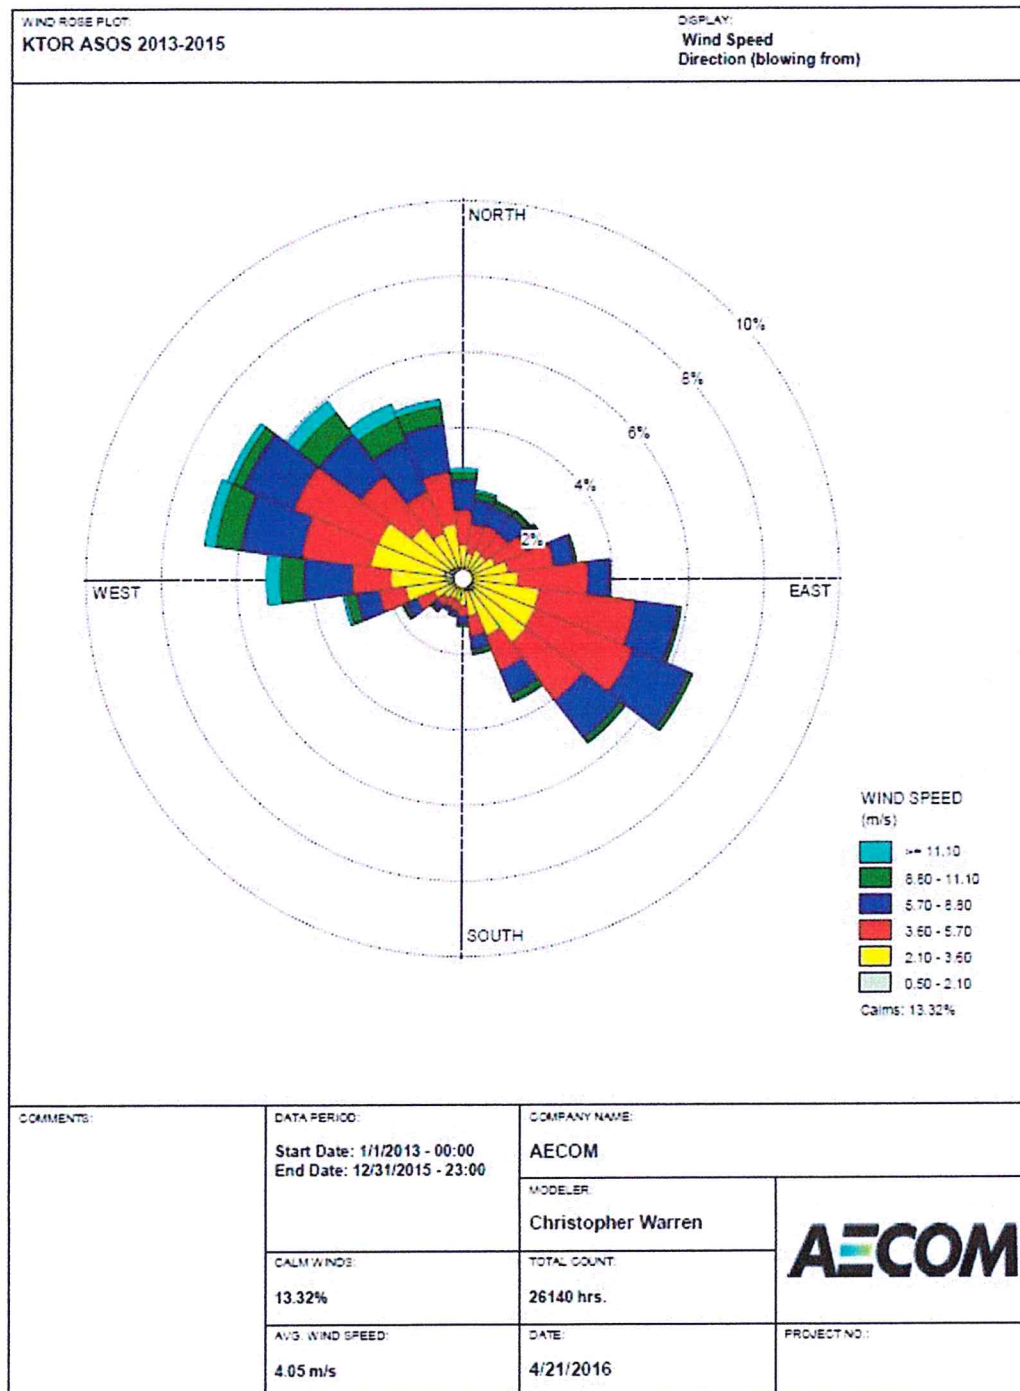 WIND ROSE PLOT:
KTOR ASOS 2013-2015
DISPLAY:
Wind Speed
Direction (blowing from)
NORTH
10%
8%
6%
4%
2%
WEST
EAST
SOUTH
WIND SPEED
(m/s)
>= 11.10
8.80 - 11.10
5.70 - 8.80
3.60 - 5.70
2.10 - 3.60
0.50 - 2.10
Calms: 13.32%
COMMENTS:
DATA PERIOD:
Start Date: 1/1/2013 - 00:00
End Date: 12/31/2015 - 23:00
COMPANY NAME:
AECOM
MODELER:
Christopher Warren
CALM WINDS:
13.32%
TOTAL COUNT:
26140 hrs.
AECOM
AVG. WIND SPEED:
4.05 m/s
DATE:
4/21/2016
PROJECT NO.: